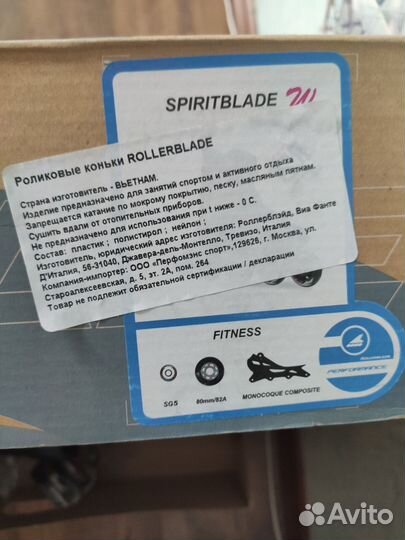 SPIRITBLADE W
Роликовые коньки ROLLERBLADE
Страна изготовитель - ВЬЕТНАМ.
Изделие предназначено для занятий спортом и активного отдыха
Запрещается катание по мокрому покрытию, песку, масляным пятнам.
Сушить вдали от отопительных приборов.
Не предназначено для использования при t ниже - 0 С.
Состав: пластик ; полистирол ; нейлон ;
Изготовитель, юридический адрес изготовителя: Роллерблэйд, Виа Фанте
Д'Италия, 56-31040, Джавера-дель-Монтелло, Тревизо, Италия
Компания-импортер: ООО «Перфомэнс спорт»,129626, г. Москва, ул.
Староалексеевская, д. 5, эт. 2А, пом. 264
Товар не подлежит обязательной сертификации / декларации
FITNESS
SG5
80mm/82A
MONOCOQUE COMPOSITE
ROLLERBLADE
PERFORMANCE
Avito